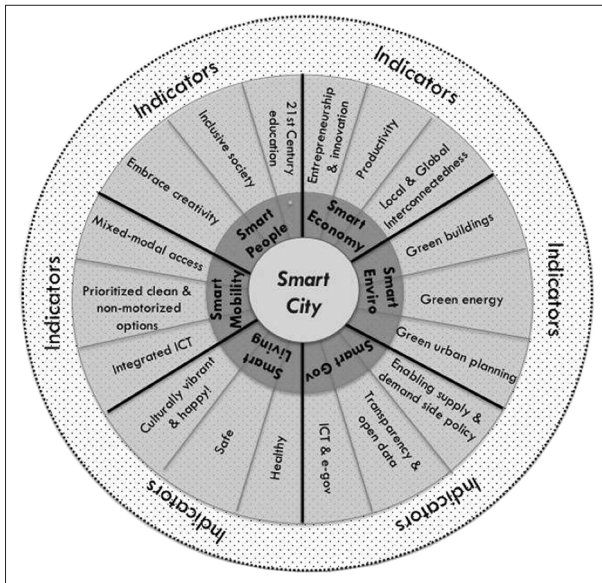 Smart
City
Smart
Economy
Entrepreneurship
& innovation
Productivity
Local & Global
Interconnectedness
Indicators
Smart
Enviro
Green buildings
Green energy
Green urban planning
Indicators
Smart Gov
Enabling supply &
demand side policy
Transparency &
open data
ICT & e-gov
Indicators
Smart
Living
Healthy
Safe
Culturally vibrant
& happy!
Indicators
Smart
Mobility
Integrated ICT
Prioritized clean &
non-motorized
options
Mixed-modal access
Indicators
Smart
People
Embrace creativity
Inclusive society
21st Century
education
Indicators